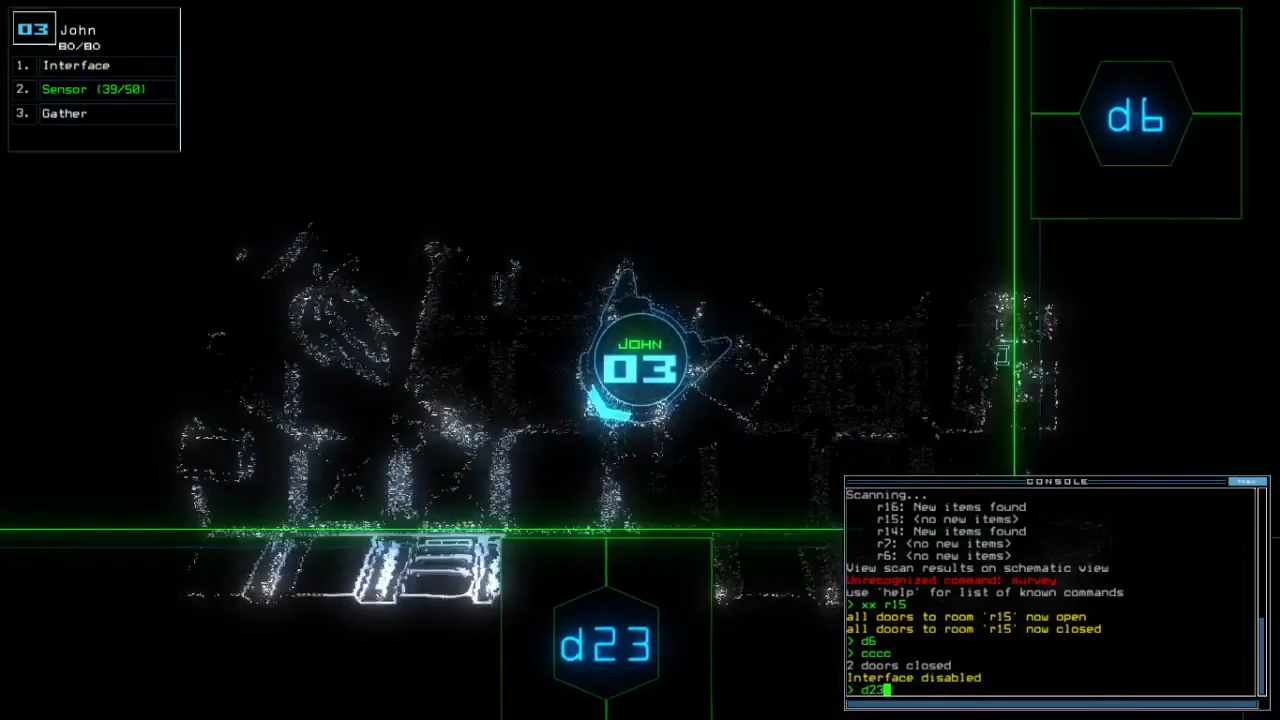 03 John
80/80
1. Interface
2. Sensor (39/50)
3. Gather
d6
JOHN
03
d23
CONSOLE
Scanning...
r16: New items found
r15: <no new items>
r14: New items found
r7: <no new items>
r6: <no new items>
View scan results on schematic view
Unrecognized command: survey
use 'help' for list of known commands
> xx r15
all doors to room 'r15' now open
all doors to room 'r15' now closed
> d6
> cccc
2 doors closed
Interface disabled
> d23